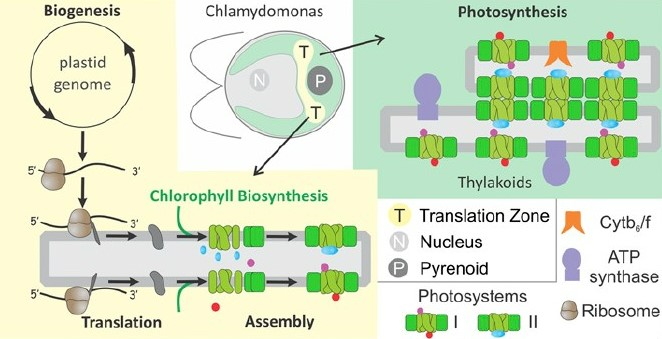 Biogenesis
plastid
genome
5'
3'
5'
3'
5'
3'
Translation
Chlorophyll Biosynthesis
Assembly
Chlamydomonas
N
T
P
T
Photosynthesis
Thylakoids
T Translation Zone
N Nucleus
P Pyrenoid
Cytb₆/f
ATP
synthase
Photosystems
I
II
Ribosome